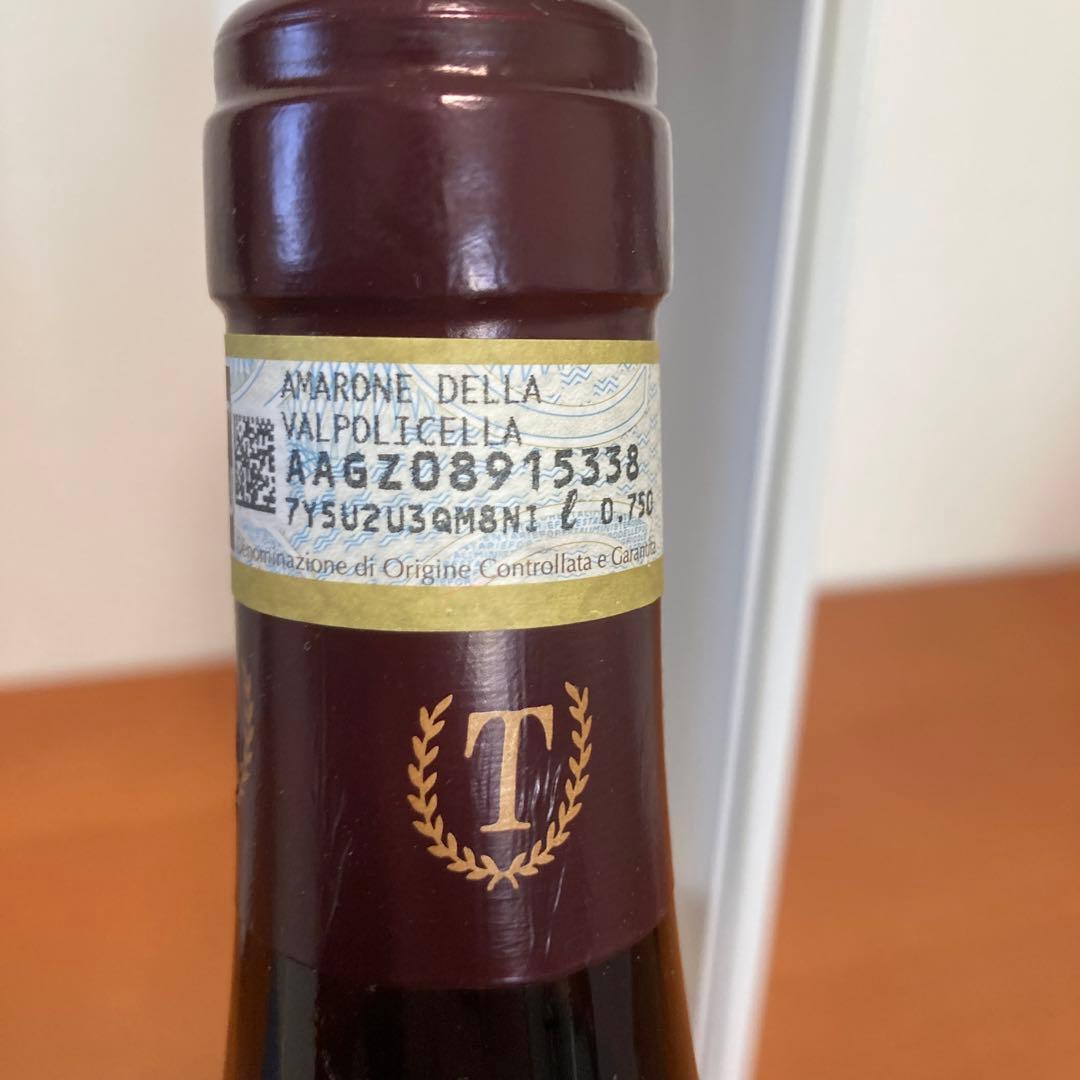 AMARONE DELLA
VALPOLICELLA
AAGZ08915338
7Y5U2U3QM8NI ℓ 0,750
Denominazione di Origine Controllata e Garantita
T